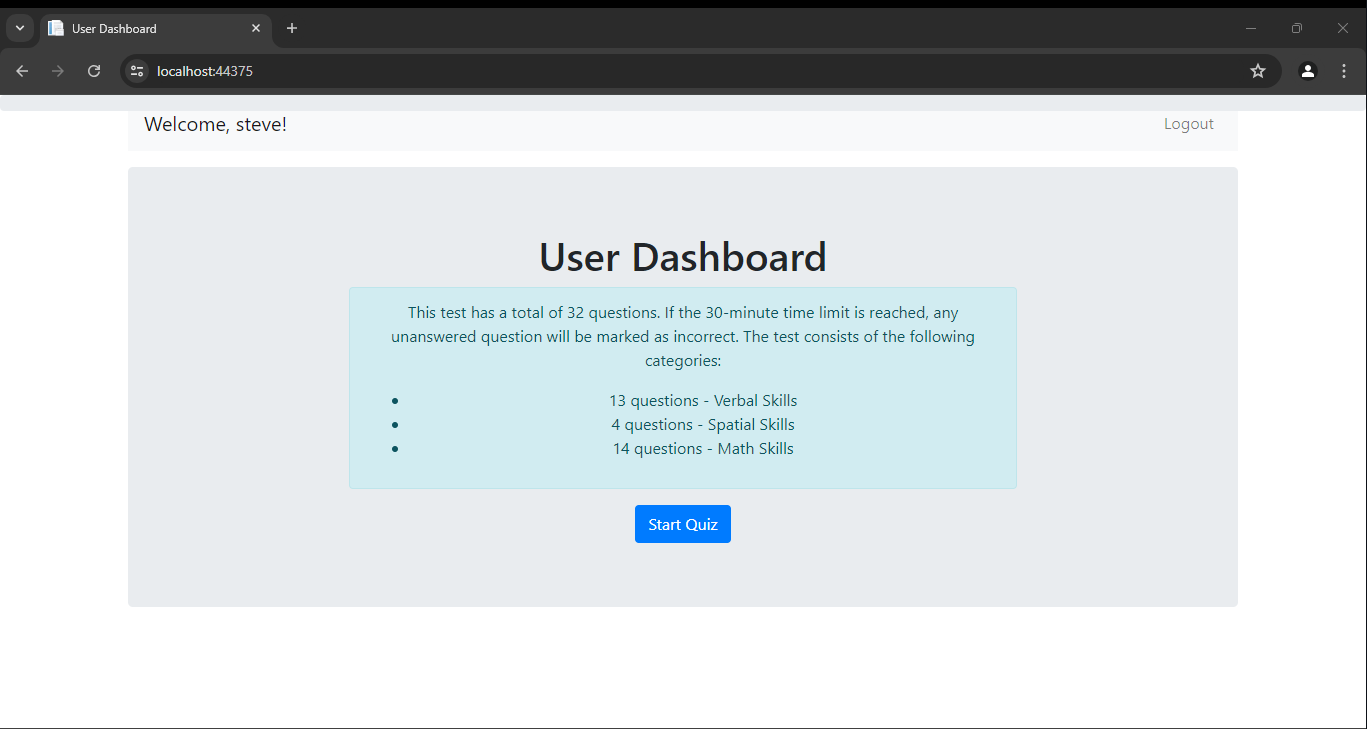 User Dashboard
localhost:44375
Welcome, steve!
Logout
User Dashboard
This test has a total of 32 questions. If the 30-minute time limit is reached, any
unanswered question will be marked as incorrect. The test consists of the following
categories:
• 13 questions - Verbal Skills
• 4 questions - Spatial Skills
• 14 questions - Math Skills
Start Quiz